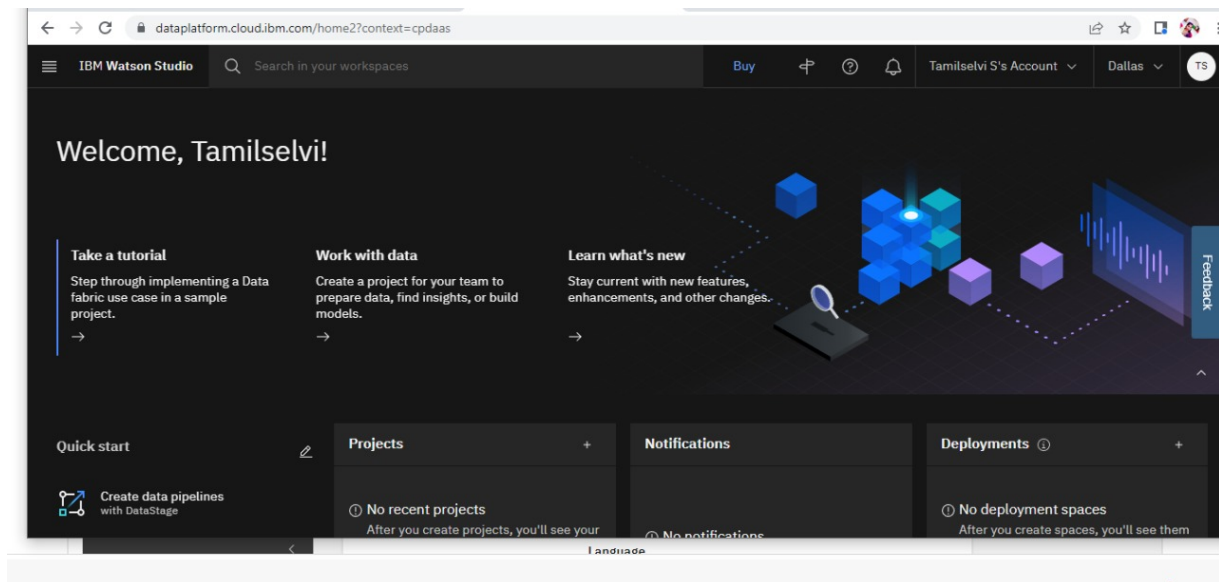 dataplatform.cloud.ibm.com/home2?context=cpdaas
IBM Watson Studio
Search in your workspaces
Buy
Tamilselvi S's Account
Dallas
TS
Welcome, Tamilselvi!
Take a tutorial
Step through implementing a Data
fabric use case in a sample
project.
Work with data
Create a project for your team to
prepare data, find insights, or build
models.
Learn what's new
Stay current with new features,
enhancements, and other changes.
Feedback
Quick start
Create data pipelines
with DataStage
Projects
No recent projects
After you create projects, you'll see your
Notifications
No notifications
Deployments
No deployment spaces
After you create spaces, you'll see them
Language